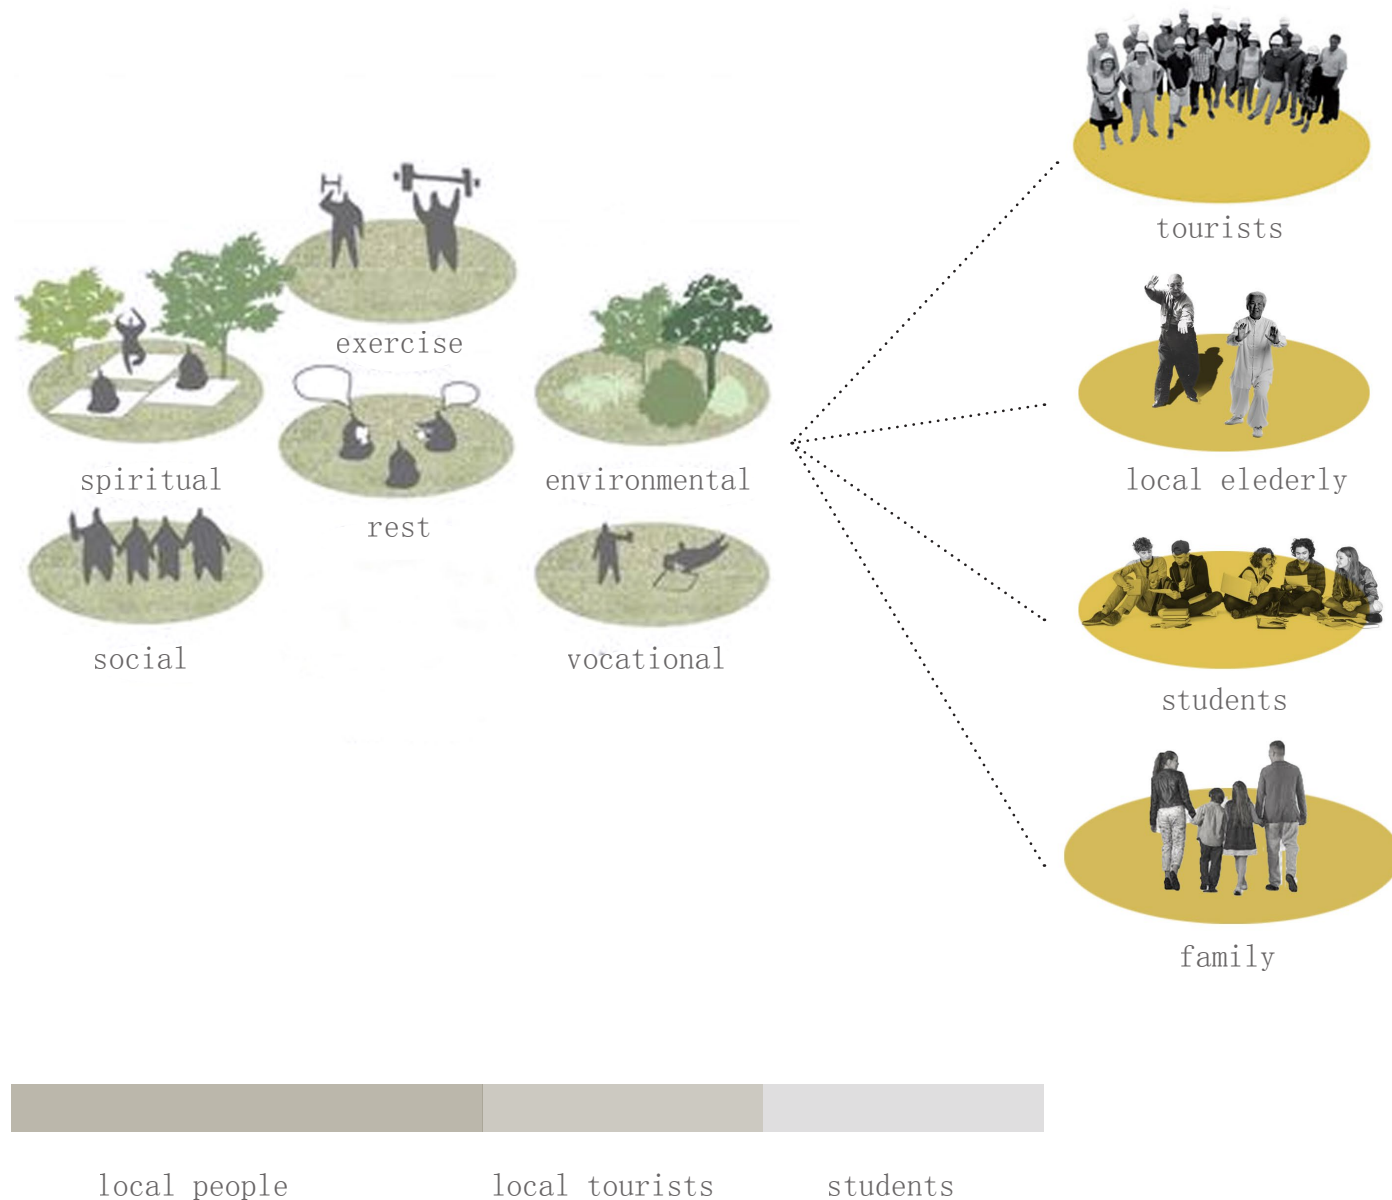 tourists
exercise
spiritual
rest
environmental
local elederly
social
vocational
students
family
local people
local tourists
students